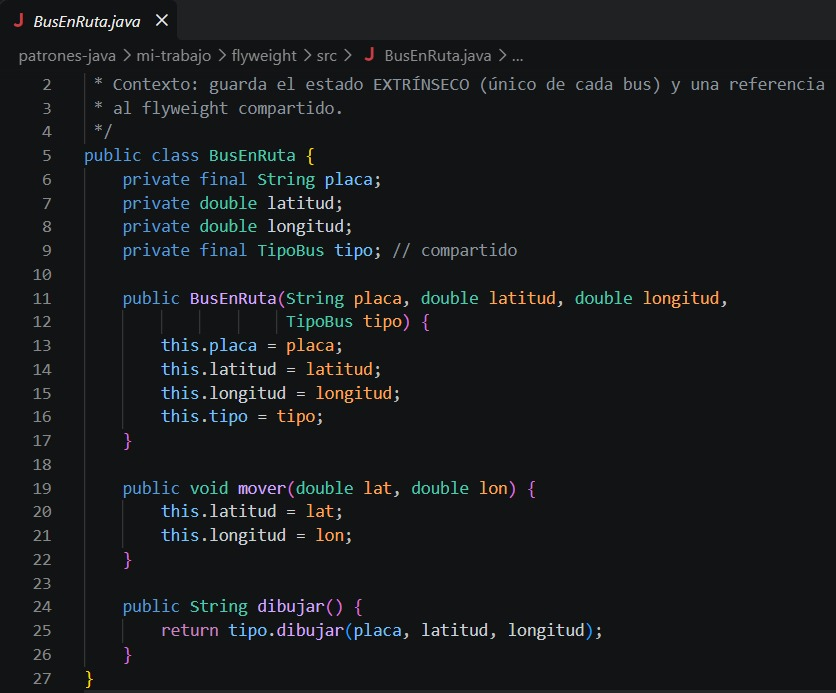 J BusEnRuta.java ×
patrones-java > mi-trabajo > flyweight > src > J BusEnRuta.java > ...
2 * Contexto: guarda el estado EXTRÍNSECO (único de cada bus) y una referencia
3 * al flyweight compartido.
4 */
5 public class BusEnRuta {
6 private final String placa;
7 private double latitud;
8 private double longitud;
9 private final TipoBus tipo; // compartido
10
11 public BusEnRuta(String placa, double latitud, double longitud,
12 TipoBus tipo) {
13 this.placa = placa;
14 this.latitud = latitud;
15 this.longitud = longitud;
16 this.tipo = tipo;
17 }
18
19 public void mover(double lat, double lon) {
20 this.latitud = lat;
21 this.longitud = lon;
22 }
23
24 public String dibujar() {
25 return tipo.dibujar(placa, latitud, longitud);
26 }
27 }